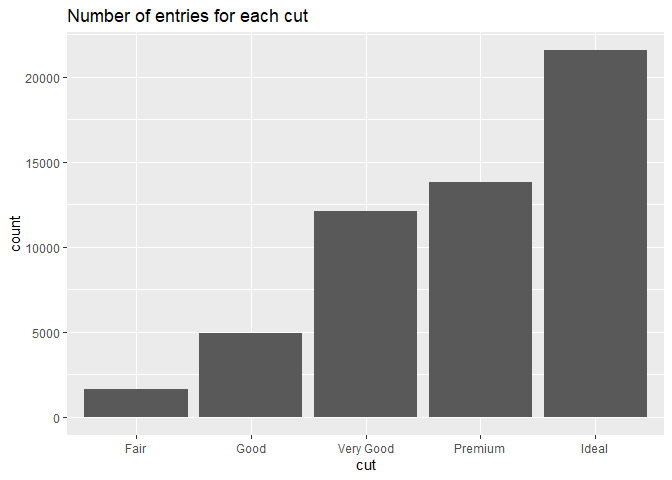 Number of entries for each cut
20000
15000
10000
5000
0
count
Fair Good Very Good Premium Ideal
cut